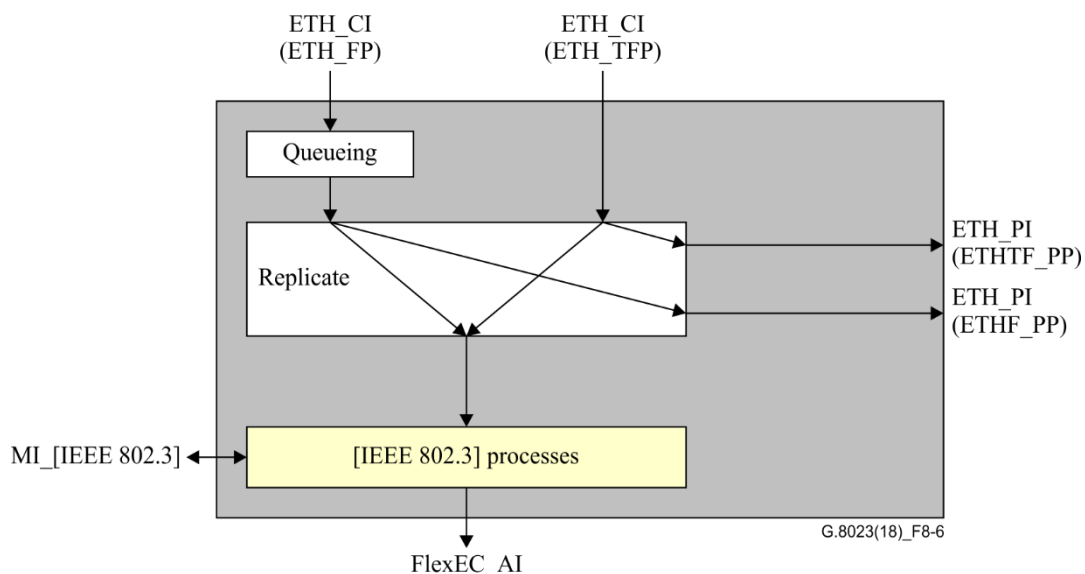 ETH_CI
(ETH_FP)
ETH_CI
(ETH_TFP)
Queueing
Replicate
ETH_PI
(ETHTF_PP)
ETH_PI
(ETHF_PP)
MI_[IEEE 802.3]
[IEEE 802.3] processes
G.8023(18)_F8-6
FlexEC_AI